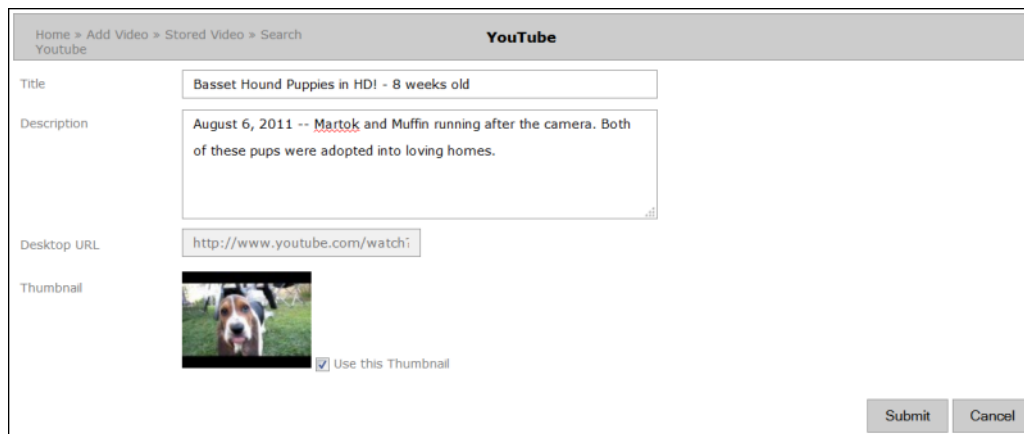 Home » Add Video » Stored Video » Search
Youtube
YouTube
Title
Basset Hound Puppies in HD! - 8 weeks old
Description
August 6, 2011 -- Martok and Muffin running after the camera. Both
of these pups were adopted into loving homes.
Desktop URL
http://www.youtube.com/watch?
Thumbnail
Use this Thumbnail
Submit
Cancel